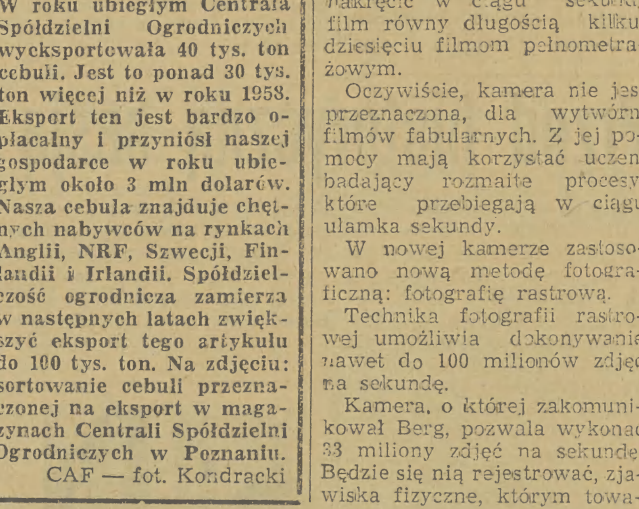 W roku ubiegłym Centrala
Spółdzielni Ogrodniczych
wyeksportowała 40 tys. ton
cebuli. Jest to ponad 30 tys.
ton więcej niż w roku 1958.
Eksport ten jest bardzo o-
płacalny i przyniósł naszej
gospodarce w roku ubie-
głym około 3 mln dolarów.
Nasza cebula znajduje chęt-
nych nabywców na rynkach
Anglii, NRF, Szwecji, Fin-
landii i Irlandii. Spółdziel-
czość ogrodnicza zamierza
w następnych latach zwięk-
szyć eksport tego artykułu
do 100 tys. ton. Na zdjęciu:
sortowanie cebuli przezna-
czonej na eksport w maga-
zynach Centrali Spółdzielni
Ogrodniczych w Poznaniu.
CAF — fot. Kondracki
nakręcić w ciągu sekundy
film równy długością kilku
dziesięciu filmom pełnometra-
żowym.
Oczywiście, kamera nie jes
przeznaczona, dla wytwórn
filmów fabularnych. Z jej po-
mocy mają korzystać uczen
badający rozmaite procesy
które przebiegają w ciągu
ułamka sekundy.
W nowej kamerze zastoso-
wano nową metodę fotogra-
ficzną: fotografię rastrową.
Technika fotografii rastro-
wej umożliwia dokonywanie
nawet do 100 milionów zdjęć
na sekundę.
Kamera, o której zakomuni-
kował Berg, pozwala wykonać
33 miliony zdjęć na sekundę
Będzie się nią rejestrować, zja-
wiska fizyczne, którym towa-